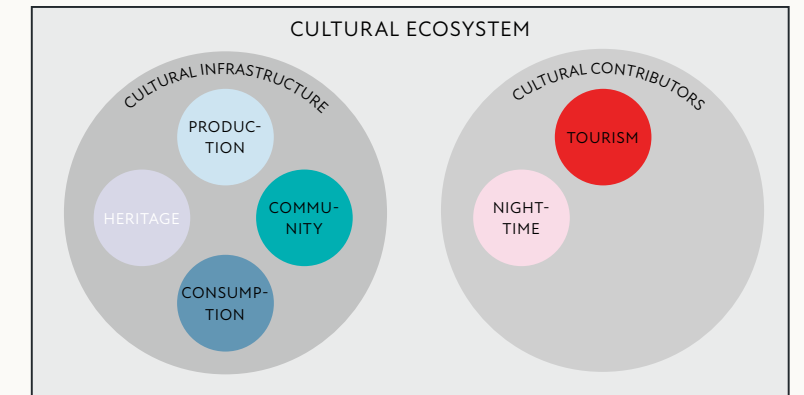 CULTURAL ECOSYSTEM
CULTURAL INFRASTRUCTURE
PRODUC-
TION
HERITAGE
COMMU-
NITY
CONSUMP-
TION
CULTURAL CONTRIBUTORS
TOURISM
NIGHT-
TIME